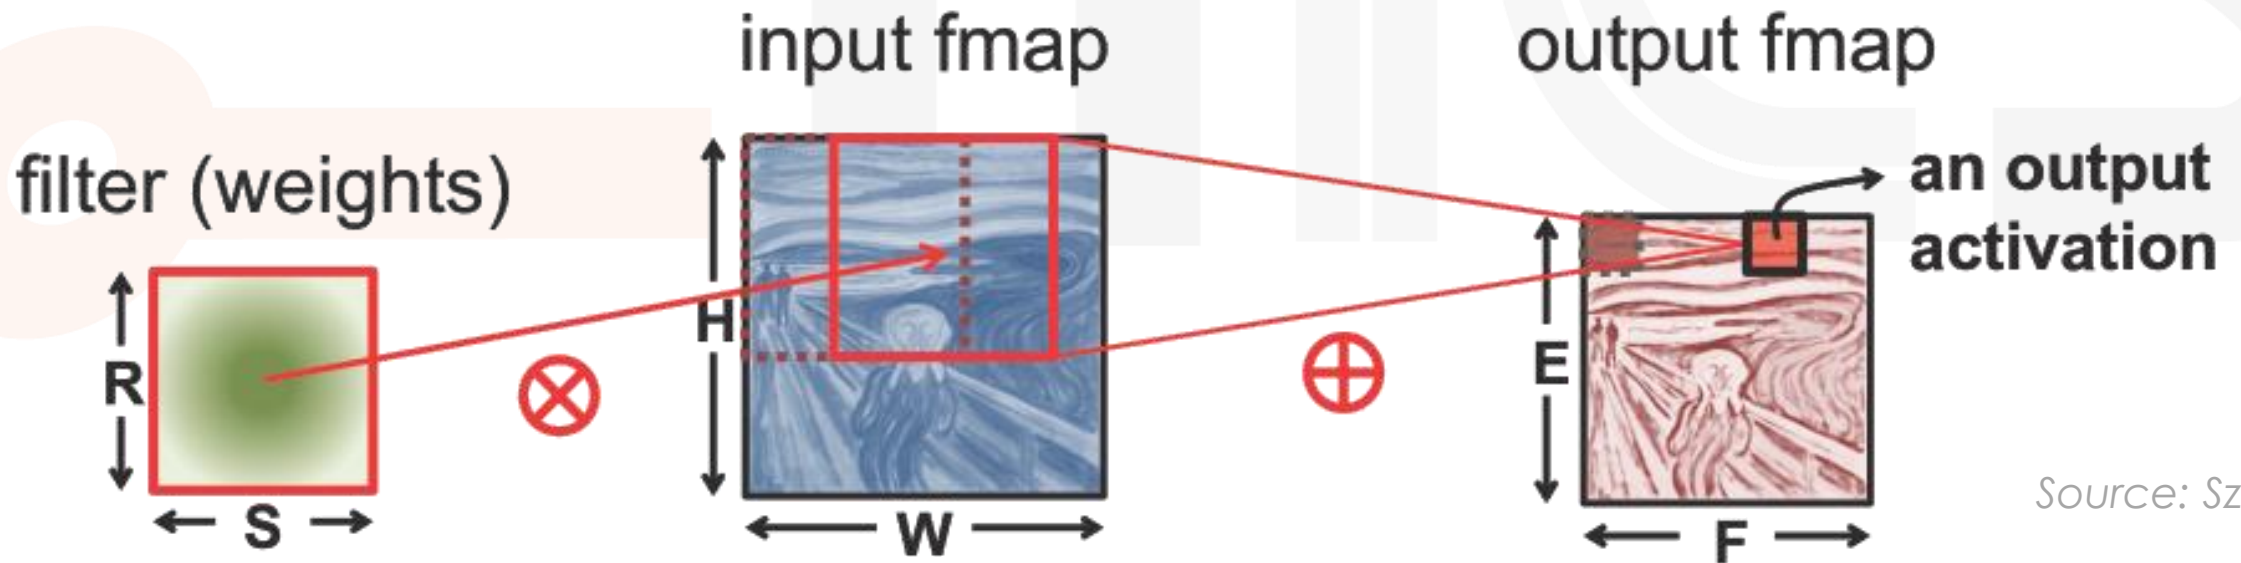 input fmap
output fmap
filter (weights)
an output
activation
R
S
H
W
E
F
Source: Sz